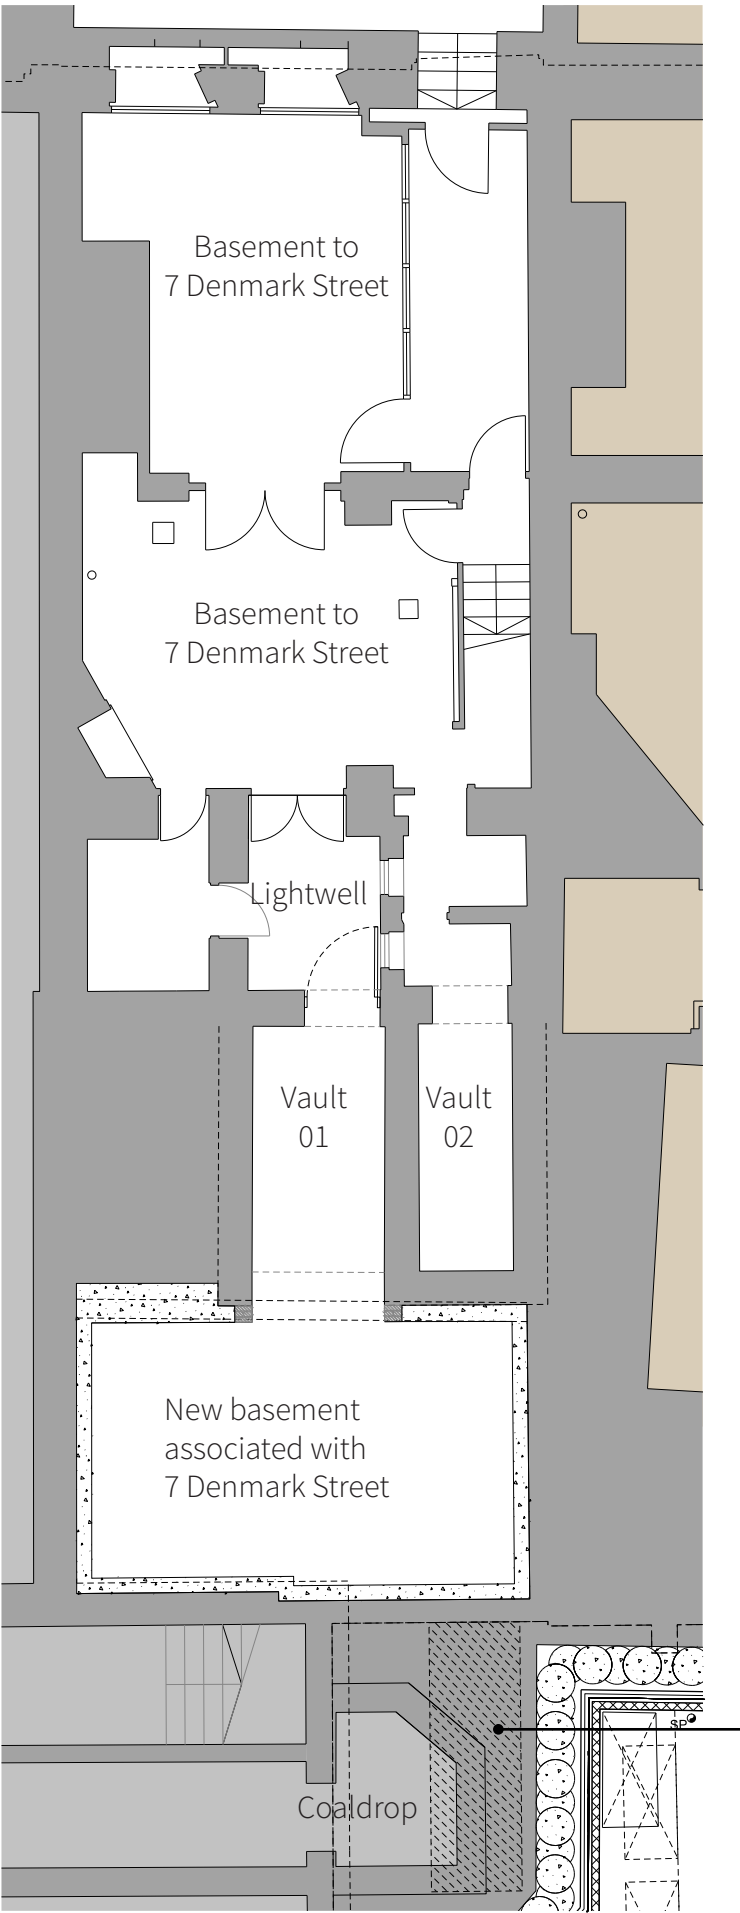 Basement to
7 Denmark Street
Basement to
7 Denmark Street
Lightwell
Vault
01
Vault
02
New basement
associated with
7 Denmark Street
SP
Coaldrop